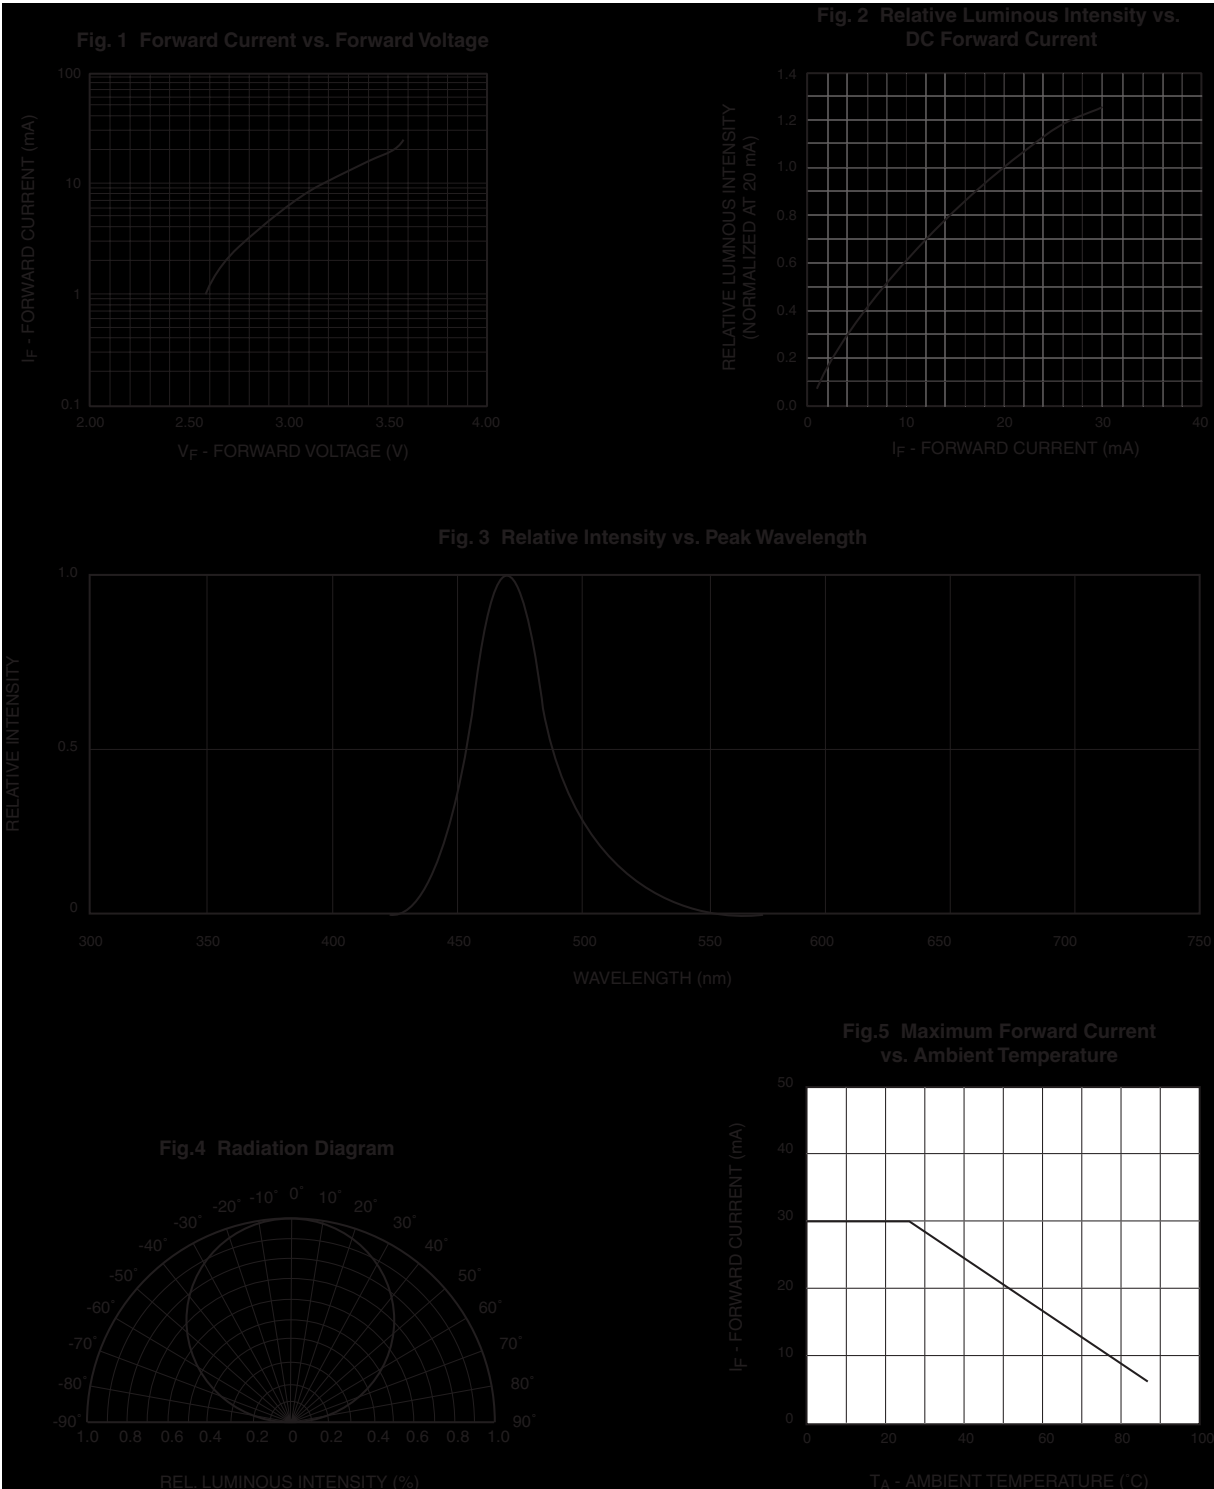 Fig. 1 Forward Current vs. Forward Voltage
100
10
1
0.1
IF - FORWARD CURRENT (mA)
2.00 2.50 3.00 3.50 4.00
VF - FORWARD VOLTAGE (V)
Fig. 2 Relative Luminous Intensity vs.
DC Forward Current
1.4
1.2
1.0
0.8
0.6
0.4
0.2
0.0
RELATIVE LUMNOUS INTENSITY
(NORMALIZED AT 20 mA)
0 10 20 30 40
IF - FORWARD CURRENT (mA)
Fig. 3 Relative Intensity vs. Peak Wavelength
1.0
0.5
0
RELATIVE INTENSITY
300 350 400 450 500 550 600 650 700 750
WAVELENGTH (nm)
Fig.4 Radiation Diagram
-90˚ -80˚ -70˚ -60˚ -50˚ -40˚ -30˚ -20˚ -10˚ 0˚ 10˚ 20˚ 30˚ 40˚ 50˚ 60˚ 70˚ 80˚ 90˚
1.0 0.8 0.6 0.4 0.2 0 0.2 0.4 0.6 0.8 1.0
REL. LUMINOUS INTENSITY (%)
Fig.5 Maximum Forward Current
vs. Ambient Temperature
50
40
30
20
10
0
IF - FORWARD CURRENT (mA)
0 20 40 60 80 100
TA - AMBIENT TEMPERATURE (˚C)